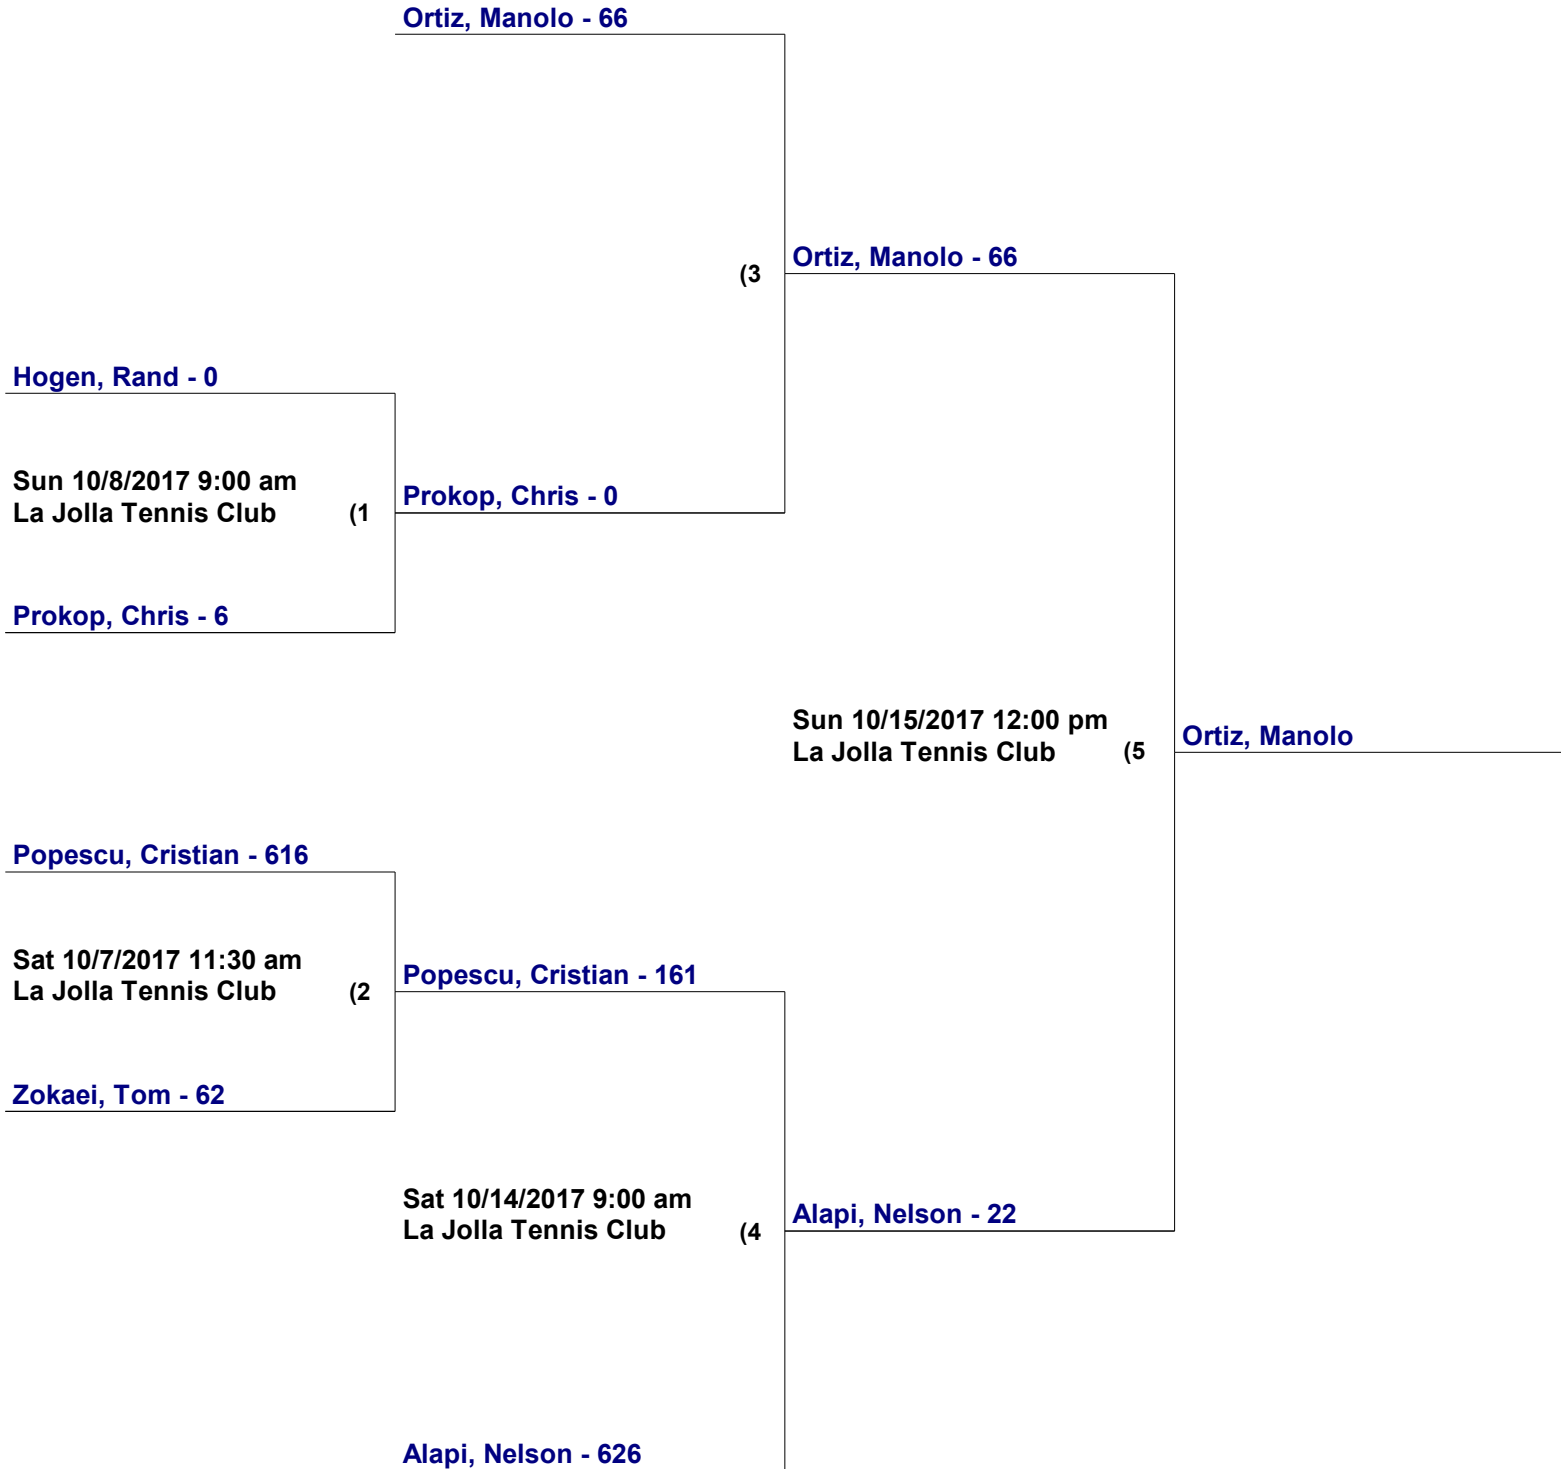 Ortiz, Manolo - 66
Ortiz, Manolo - 66
(3
Hogen, Rand - 0
Sun 10/8/2017 9:00 am
La Jolla Tennis Club (1
Prokop, Chris - 0
Prokop, Chris - 6
Sun 10/15/2017 12:00 pm
La Jolla Tennis Club (5
Ortiz, Manolo
Popescu, Cristian - 616
Sat 10/7/2017 11:30 am
La Jolla Tennis Club (2
Popescu, Cristian - 161
Zokaei, Tom - 62
Sat 10/14/2017 9:00 am
La Jolla Tennis Club (4
Alapi, Nelson - 22
Alapi, Nelson - 626